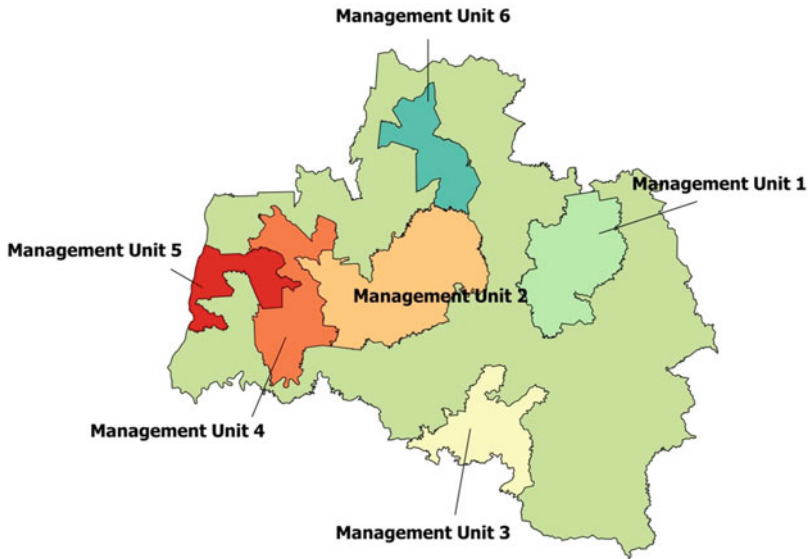 Management Unit 6
Management Unit 1
Management Unit 5
Management Unit 2
Management Unit 4
Management Unit 3